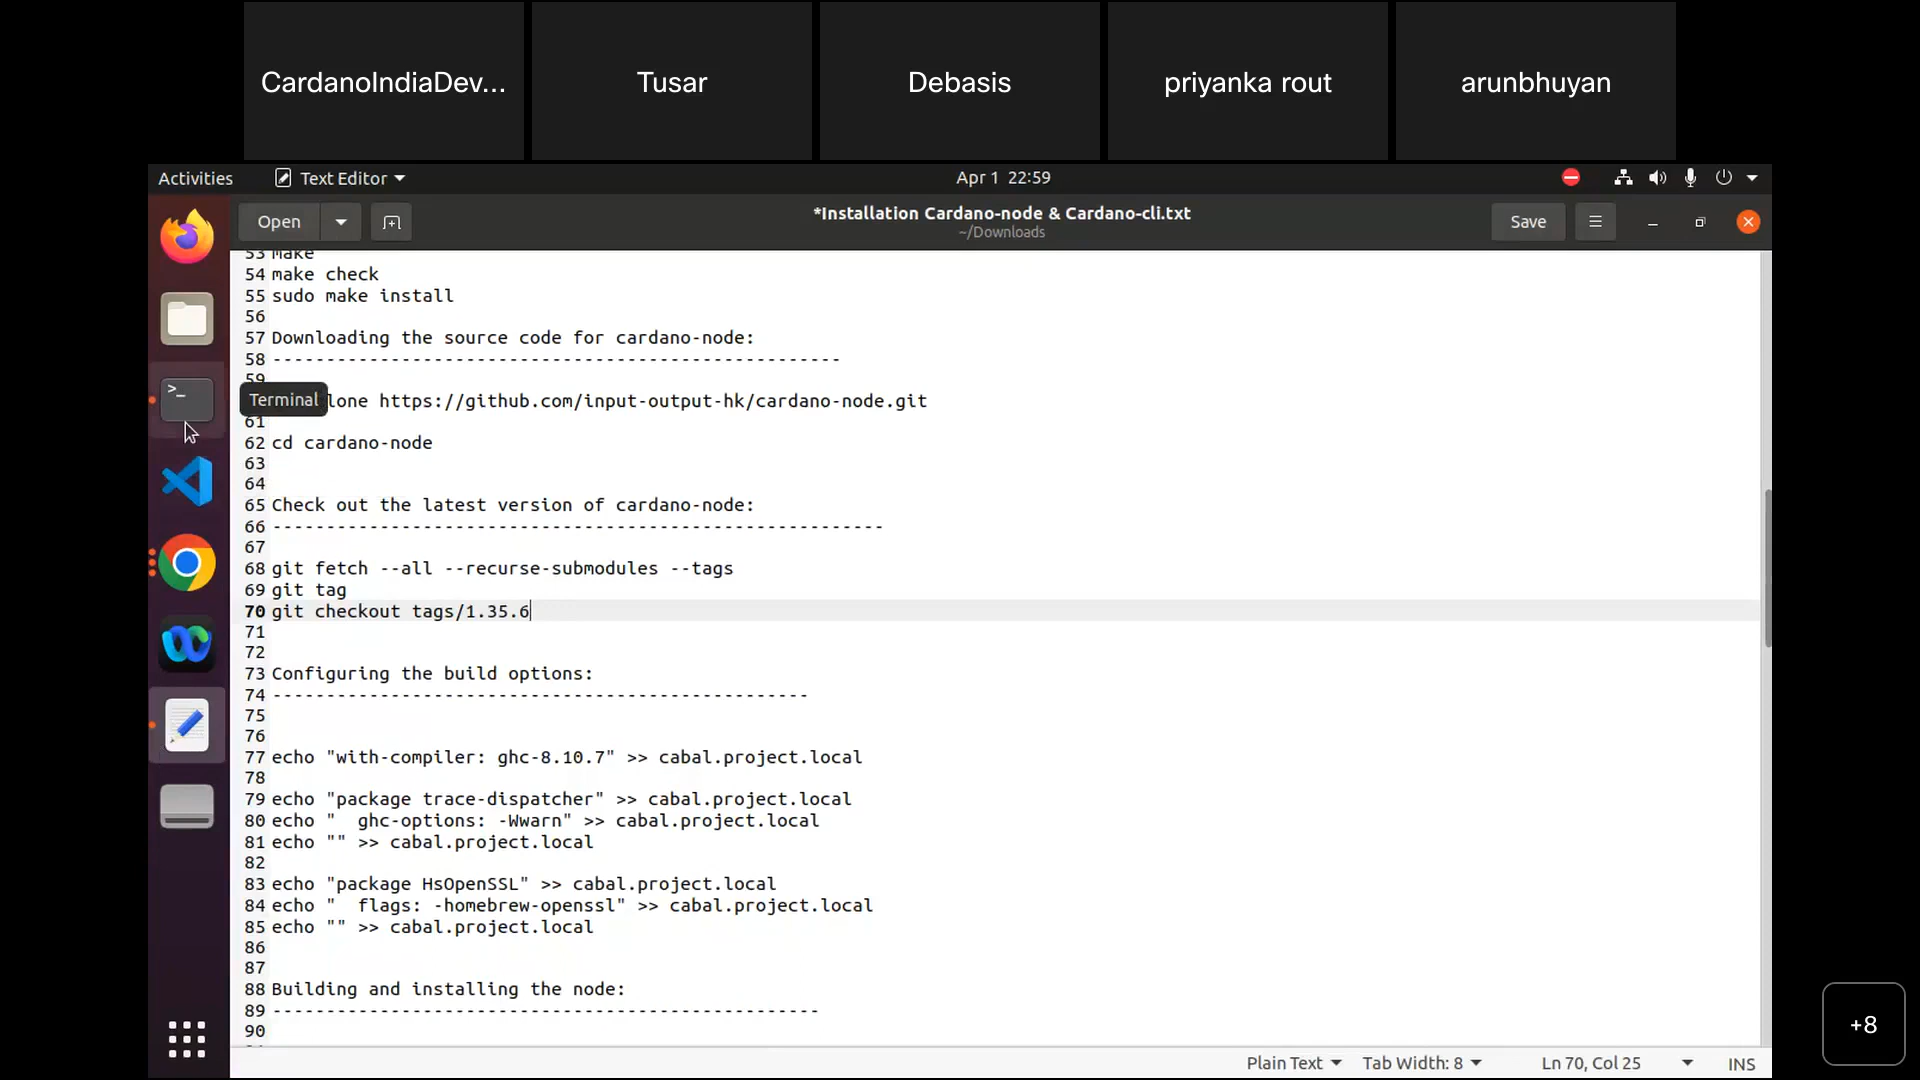 CardanoIndiaDev...
Tusar
Debasis
priyanka rout
arunbhuyan
Activities
Text Editor
Apr 1 22:59
Open
*Installation Cardano-node & Cardano-cli.txt
~/Downloads
Save
53 make
54 make check
55 sudo make install
56
57 Downloading the source code for cardano-node:
58 -----------------------------------------------------
59
Terminal
lone https://github.com/input-output-hk/cardano-node.git
61
62 cd cardano-node
63
64
65 Check out the latest version of cardano-node:
66 ---------------------------------------------------------
67
68 git fetch --all --recurse-submodules --tags
69 git tag
70 git checkout tags/1.35.6
71
72
73 Configuring the build options:
74 --------------------------------------------------
75
76
77 echo "with-compiler: ghc-8.10.7" >> cabal.project.local
78
79 echo "package trace-dispatcher" >> cabal.project.local
80 echo "  ghc-options: -Wwarn" >> cabal.project.local
81 echo "" >> cabal.project.local
82
83 echo "package HsOpenSSL" >> cabal.project.local
84 echo "  flags: -homebrew-openssl" >> cabal.project.local
85 echo "" >> cabal.project.local
86
87
88 Building and installing the node:
89 ---------------------------------------------------
90
+8
Plain Text
Tab Width: 8
Ln 70, Col 25
INS